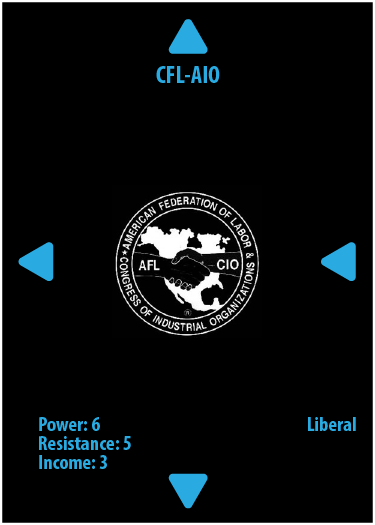 CFL-AIO
AMERICAN FEDERATION OF LABOR &
CONGRESS OF INDUSTRIAL ORGANIZATIONS
AFL CIO
Power: 6
Resistance: 5
Income: 3
Liberal